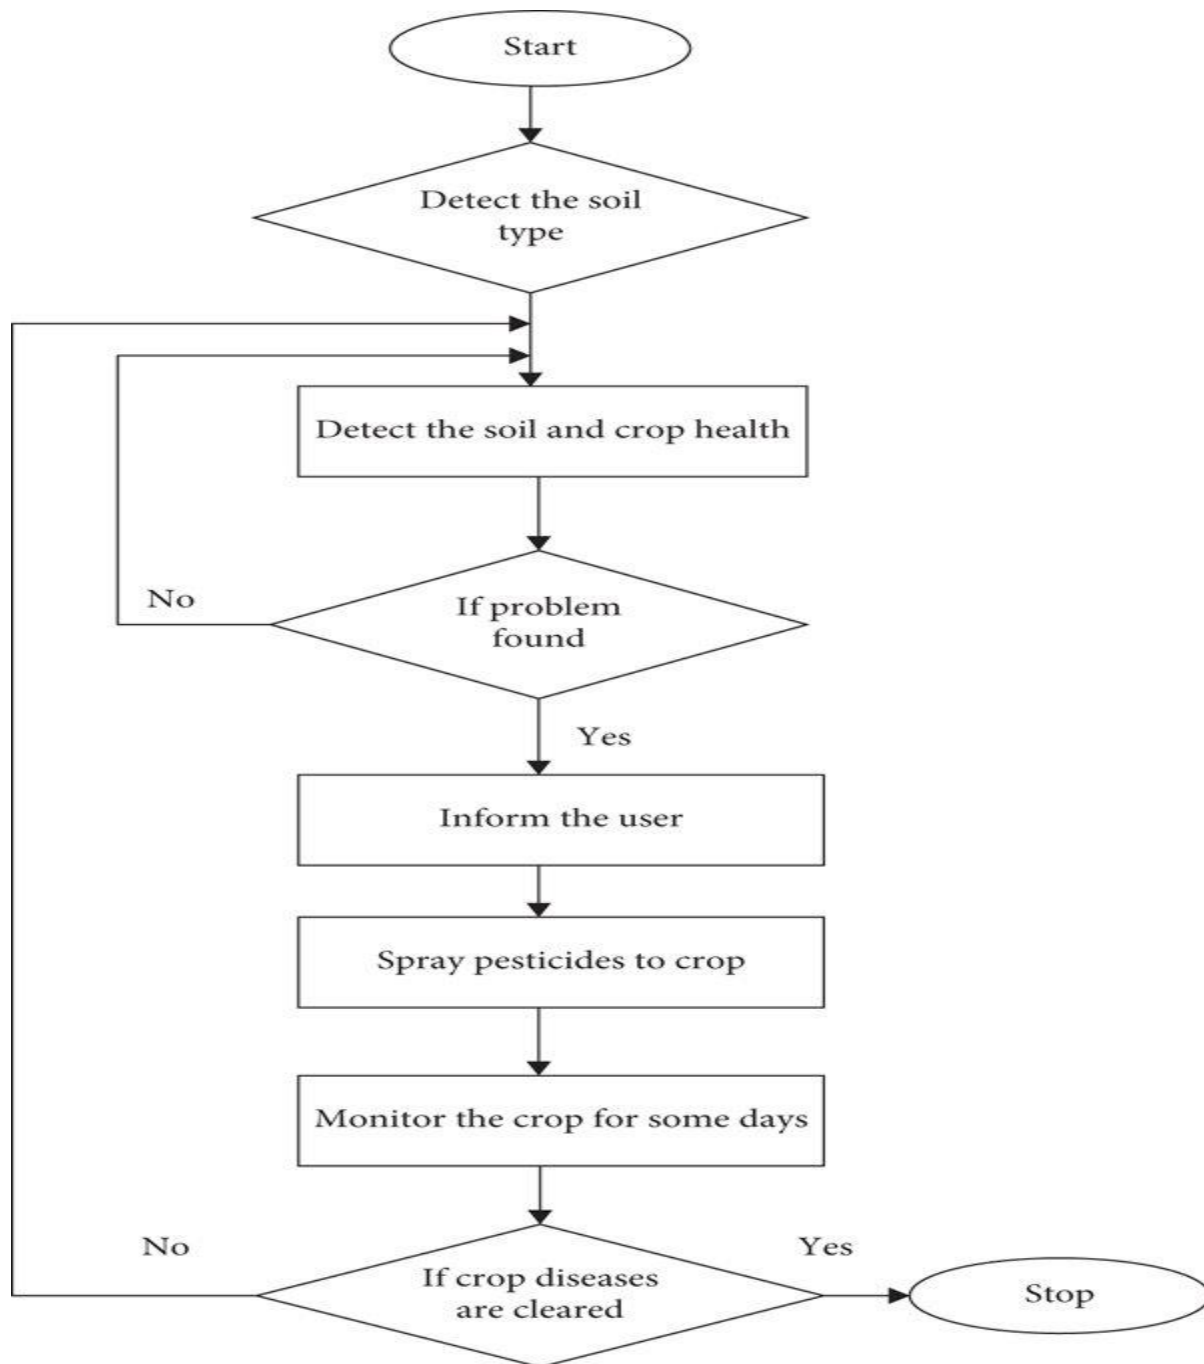 Start
Detect the soil
type
Detect the soil and crop health
No
If problem
found
Yes
Inform the user
Spray pesticides to crop
Monitor the crop for some days
No
Yes
If crop diseases
are cleared
Stop